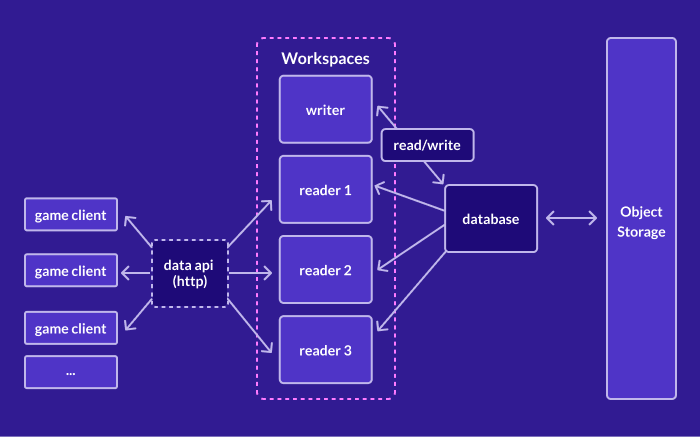 Workspaces
writer
read/write
reader 1
game client
database
Object
Storage
game client
data api
(http)
reader 2
game client
reader 3
...